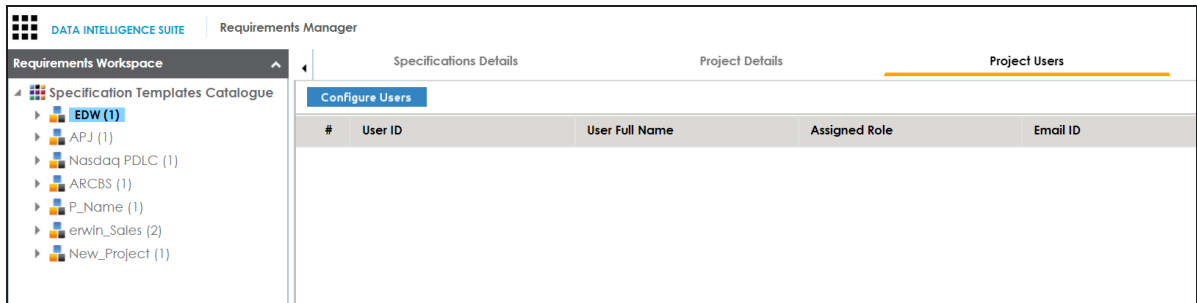 DATA INTELLIGENCE SUITE Requirements Manager
Requirements Workspace
Specifications Details Project Details Project Users
Specification Templates Catalogue
Configure Users
EDW (1)
# User ID User Full Name Assigned Role Email ID
APJ (1)
Nasdaq PDLC (1)
ARCBS (1)
P_Name (1)
erwin_Sales (2)
New_Project (1)